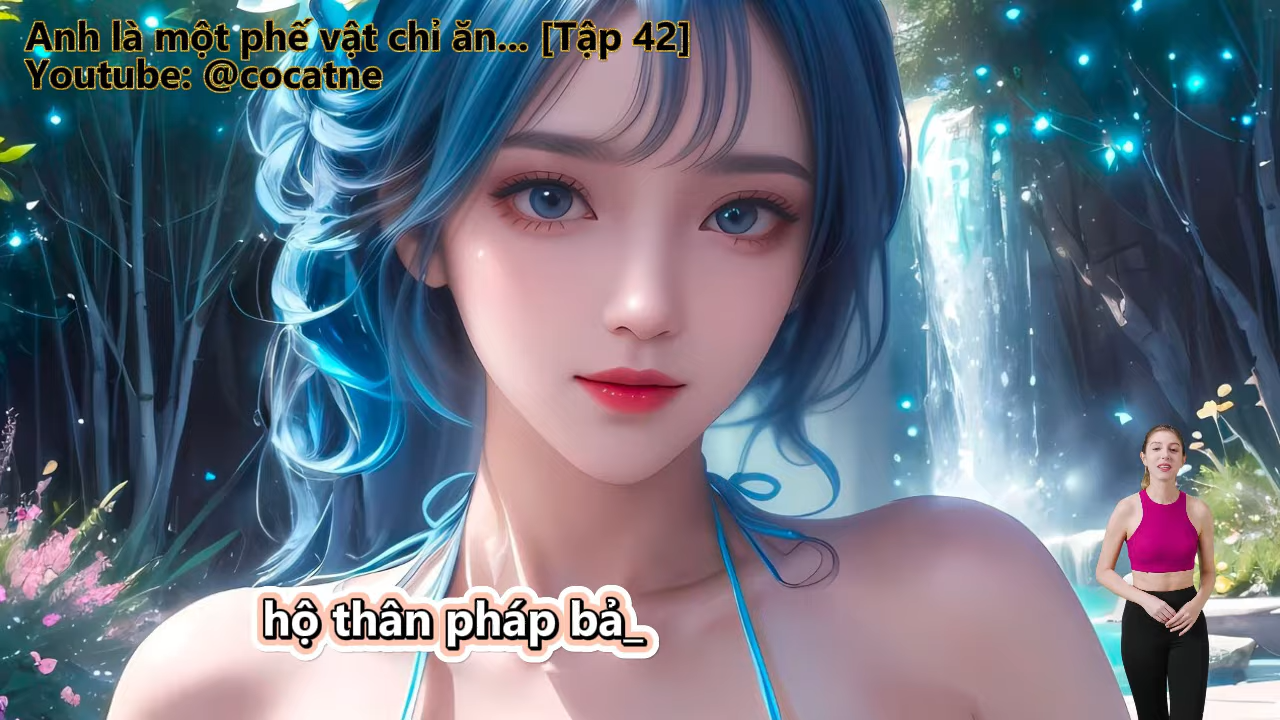 Anh là một phế vật chỉ ăn... [Tập 42]
Youtube: @cocatne
hộ thân pháp bả_